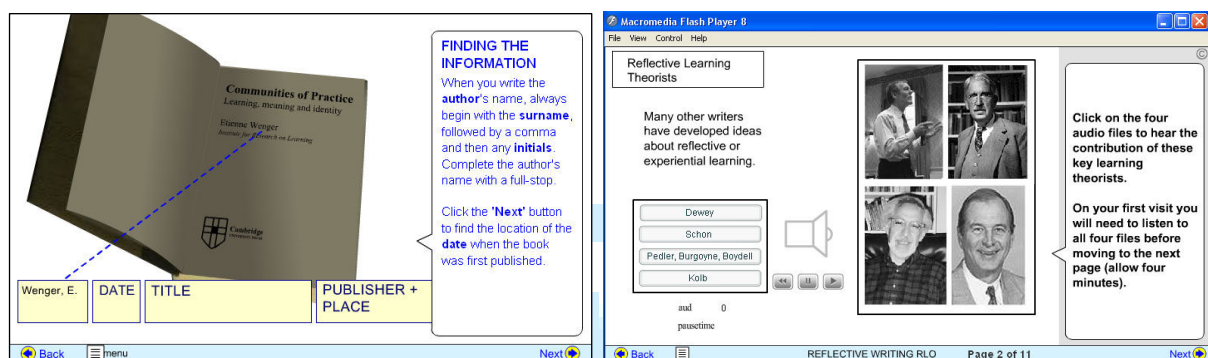 Communities of Practice
Learning, meaning and identity
Etienne Wenger
Institute for Research on Learning
Cambridge
UNIVERSITY PRESS
Wenger, E.
DATE
TITLE
PUBLISHER +
PLACE
FINDING THE
INFORMATION
When you write the
author's name, always
begin with the surname,
followed by a comma
and then any initials.
Complete the author's
name with a full-stop.
Click the 'Next' button
to find the location of the
date when the book
was first published.
Back
menu
Next
Macromedia Flash Player 8
File View Control Help
Reflective Learning
Theorists
Many other writers
have developed ideas
about reflective or
experiential learning.
Dewey
Schon
Pedler, Burgoyne, Boydell
Kolb
aud 0
pausetime
©
Click on the four
audio files to hear the
contribution of these
key learning
theorists.
On your first visit you
will need to listen to
all four files before
moving to the next
page (allow four
minutes).
Back
REFLECTIVE WRITING RLO Page 2 of 11
Next